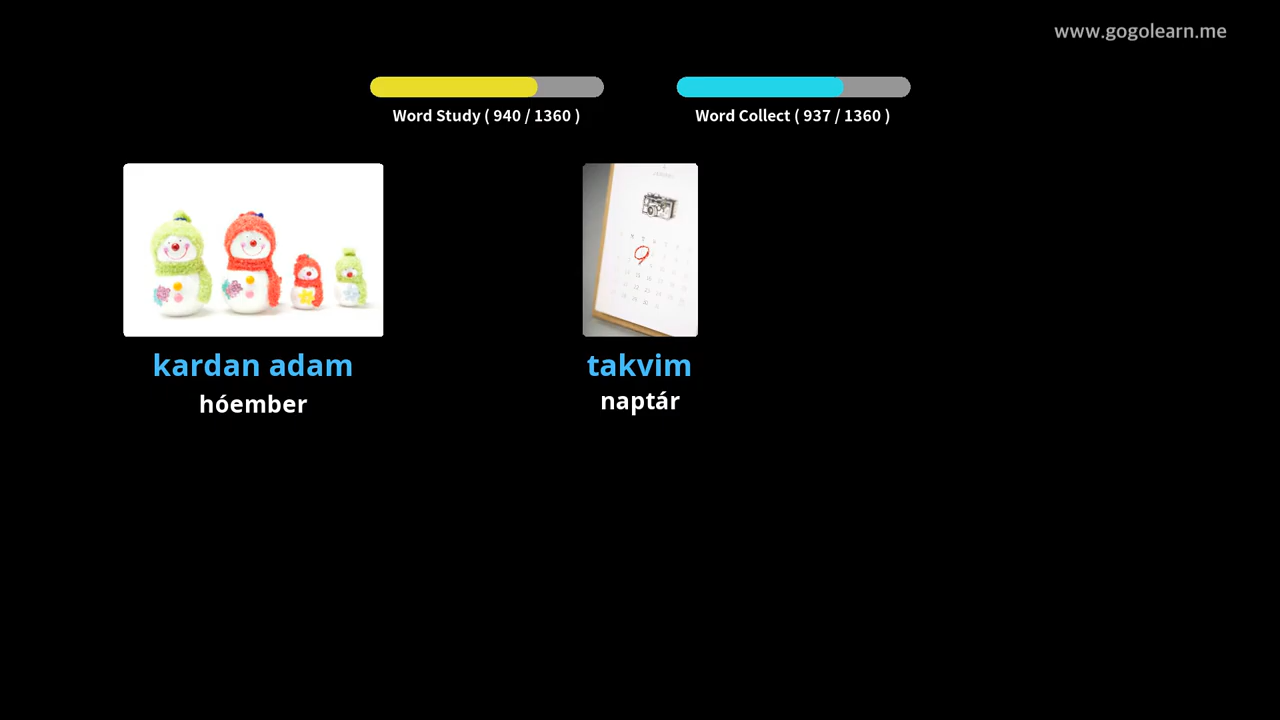 www.gogolearn.me
Word Study ( 940 / 1360 )
Word Collect ( 937 / 1360 )
kardan adam
hóember
takvim
naptár